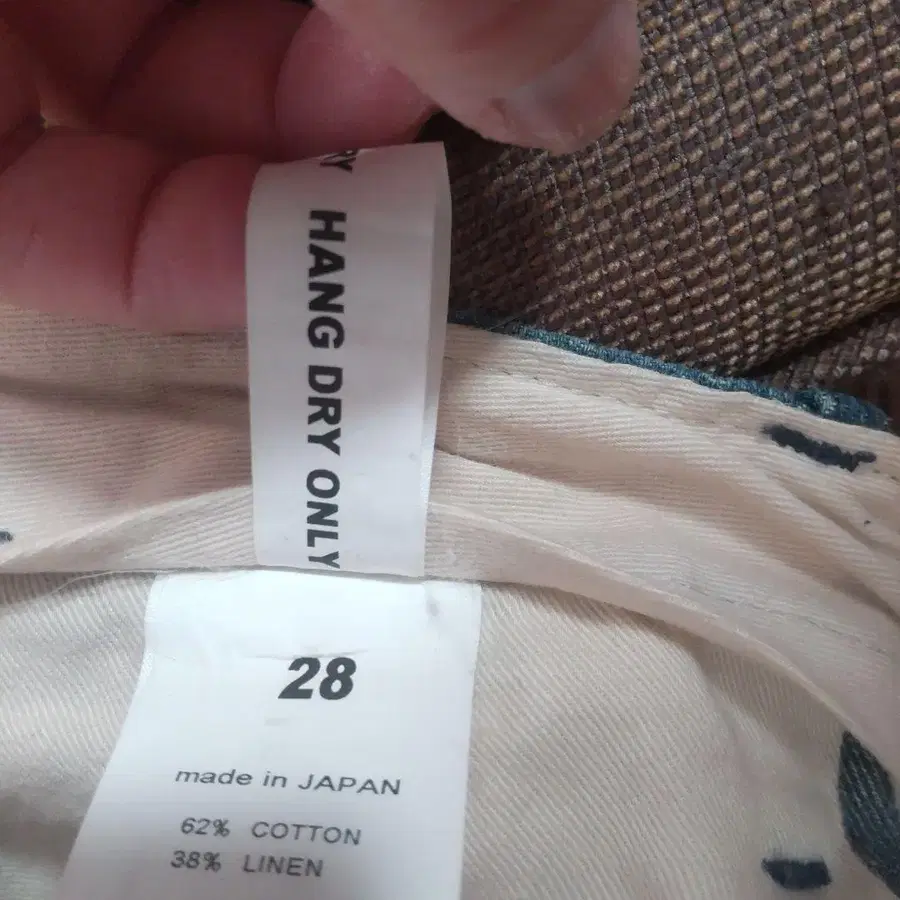 HANG DRY ONLY
28
made in JAPAN
62% COTTON
38% LINEN